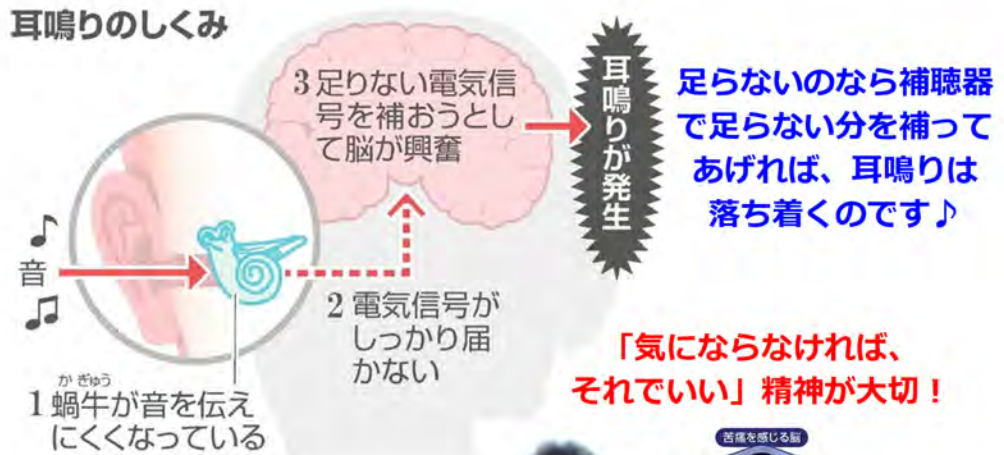 耳鳴りのしくみ
3 足りない電気信
号を補おうとし
て脳が興奮
耳鳴りが発生
足らないのなら補聴器
で足らない分を補って
あげれば、耳鳴りは
落ち着くのです♪
音
2 電気信号が
しっかり届
かない
か ぎゅう
1 蝸牛が音を伝え
にくくなっている
「気にならなければ、
それでいい」精神が大切！
苦痛を感じる脳